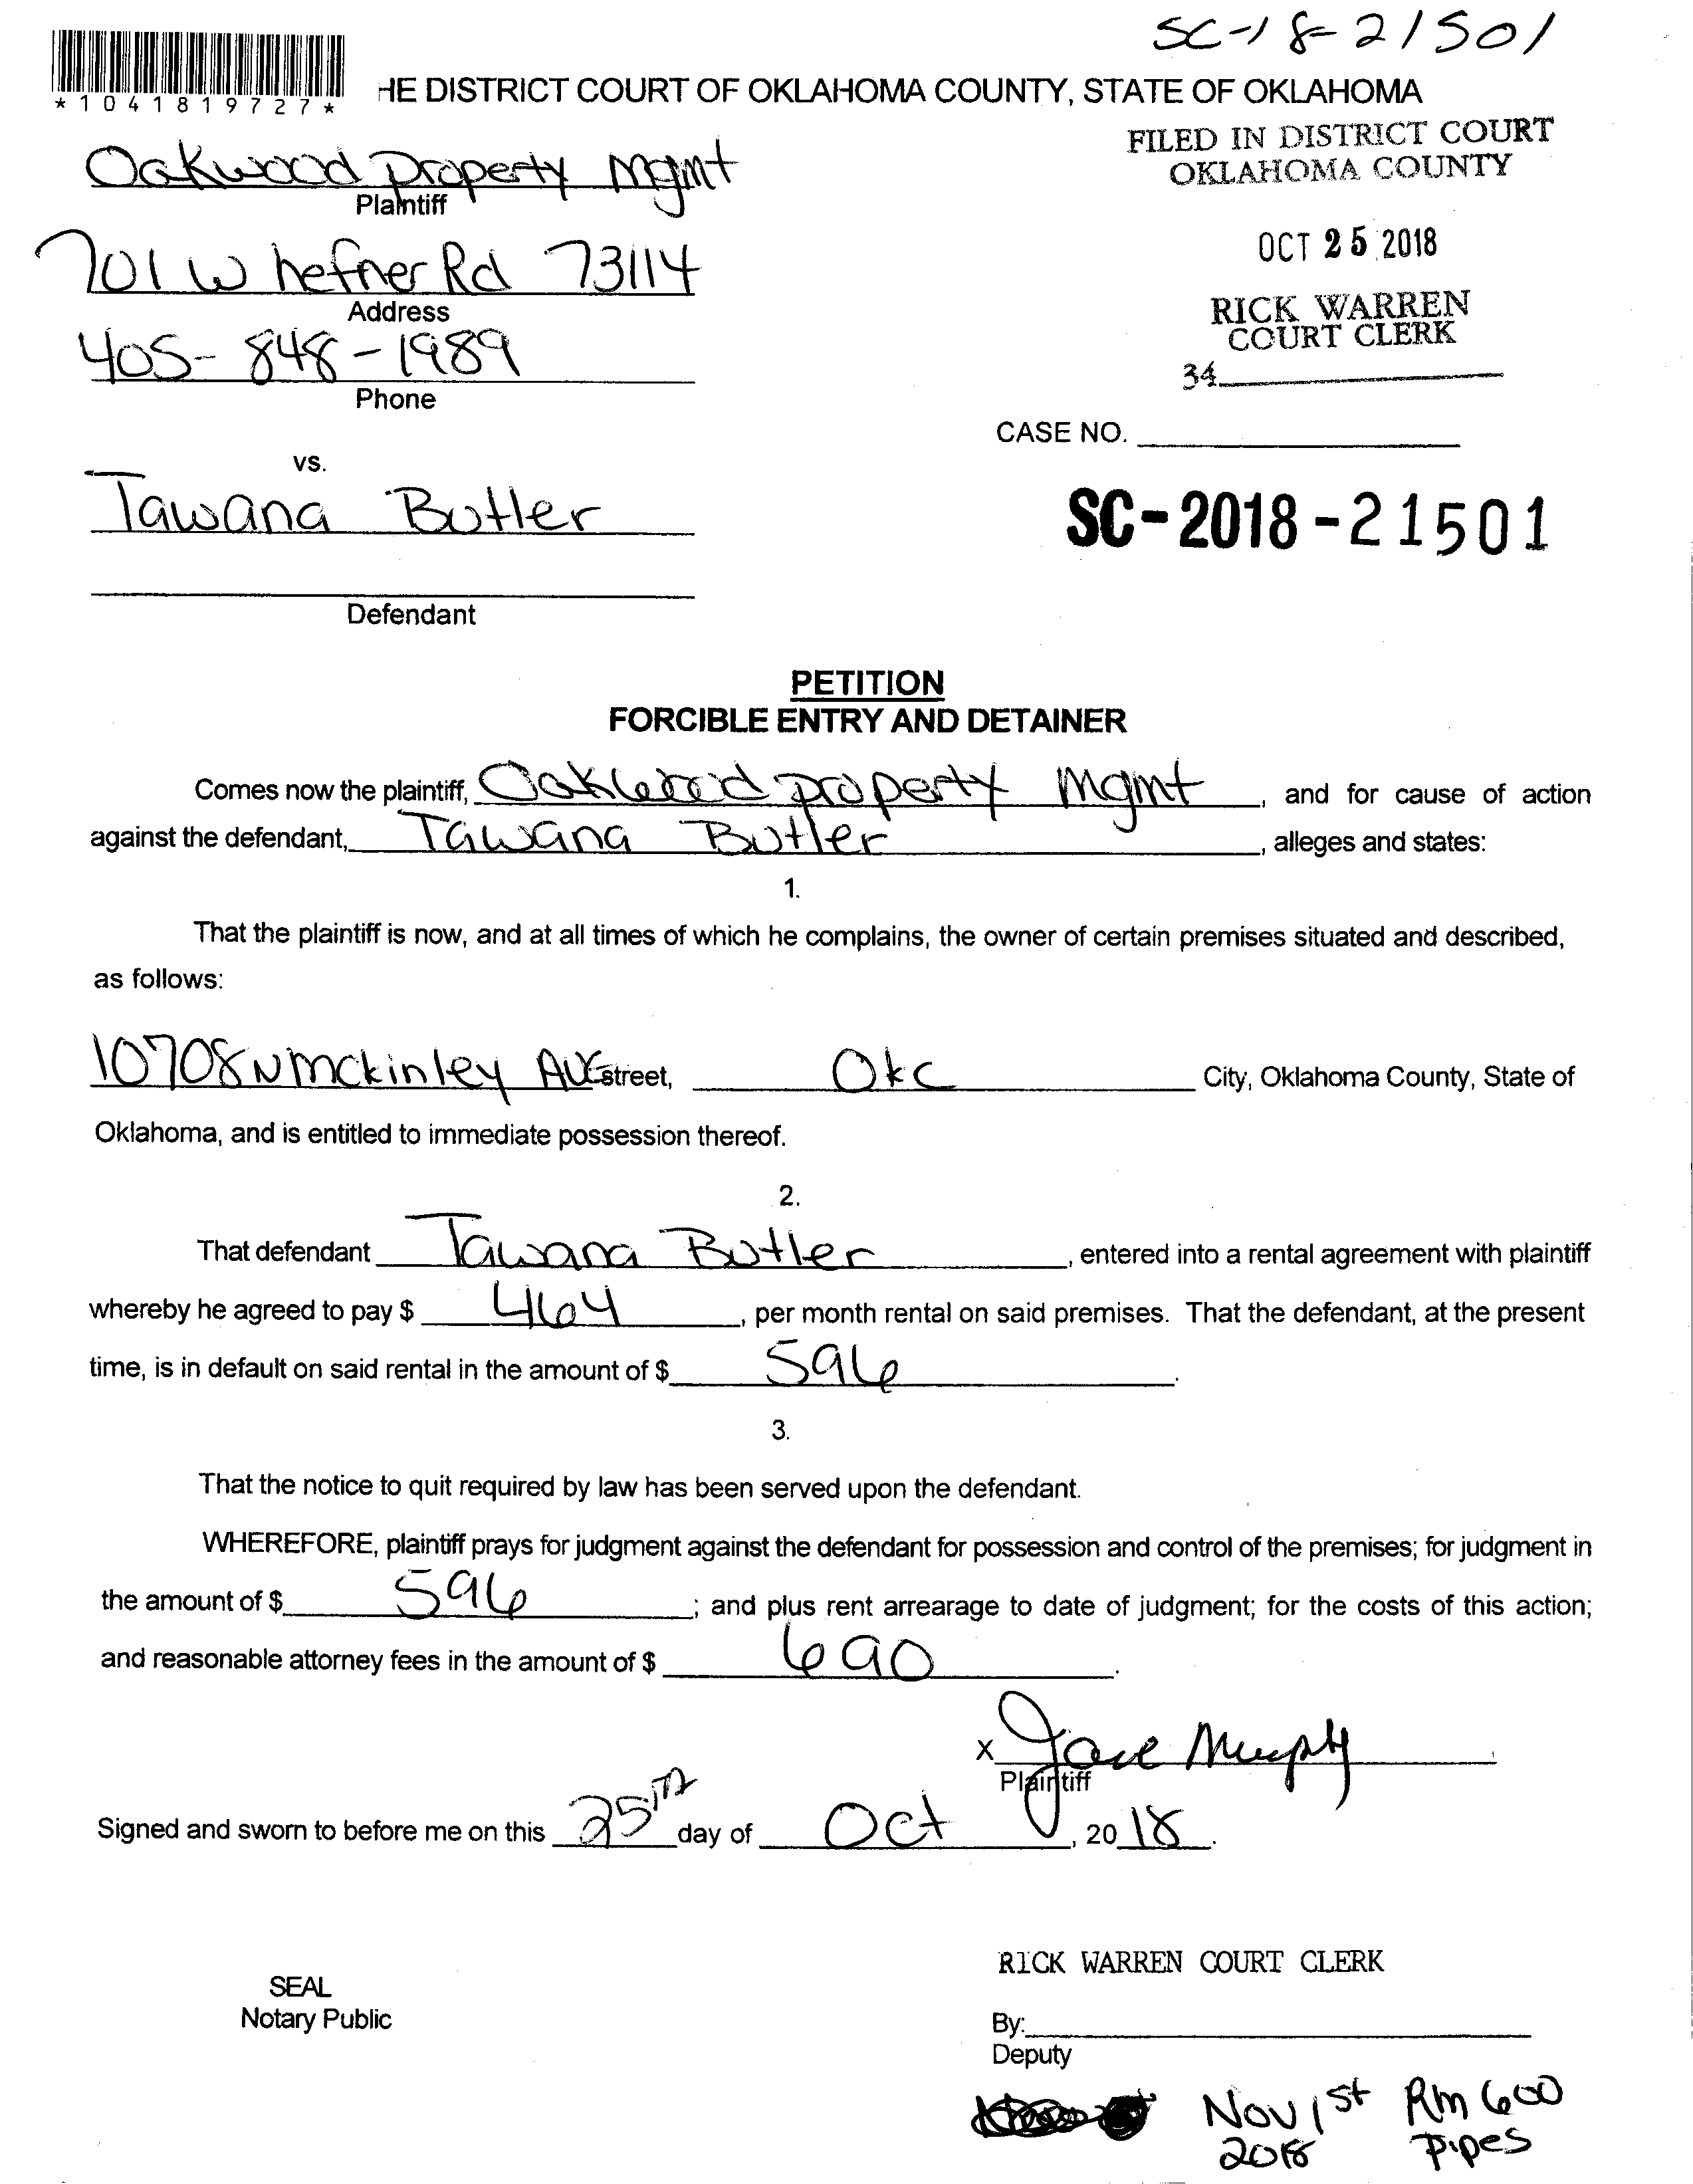 SC-18-21501
*1041819727*
HE DISTRICT COURT OF OKLAHOMA COUNTY, STATE OF OKLAHOMA
FILED IN DISTRICT COURT
OKLAHOMA COUNTY
Oakwood Property Mgmt
Plaintiff
OCT 25 2018
701 W hefner Rd 73114
Address
RICK WARREN
COURT CLERK
405-848-1989
34
Phone
CASE NO.
vs.
Tawana Butler
SC-2018-21501
Defendant
PETITION
FORCIBLE ENTRY AND DETAINER
Comes now the plaintiff, Oakwood property Mgmt, and for cause of action
against the defendant, Tawana Butler, alleges and states:
1.
That the plaintiff is now, and at all times of which he complains, the owner of certain premises situated and described,
as follows:
10708 N Mckinley Ave street, Okc City, Oklahoma County, State of
Oklahoma, and is entitled to immediate possession thereof.
2.
That defendant Tawana Butler, entered into a rental agreement with plaintiff
whereby he agreed to pay $ 464, per month rental on said premises. That the defendant, at the present
time, is in default on said rental in the amount of $ 596.
3.
That the notice to quit required by law has been served upon the defendant.
WHEREFORE, plaintiff prays for judgment against the defendant for possession and control of the premises; for judgment in
the amount of $ 596; and plus rent arrearage to date of judgment; for the costs of this action;
and reasonable attorney fees in the amount of $ 690.
X Jane Murphy
Plaintiff
Signed and sworn to before me on this 25th day of Oct, 2018.
RICK WARREN COURT CLERK
SEAL
Notary Public
By:
Deputy
Nov 1st Rm 600
2018 pipes